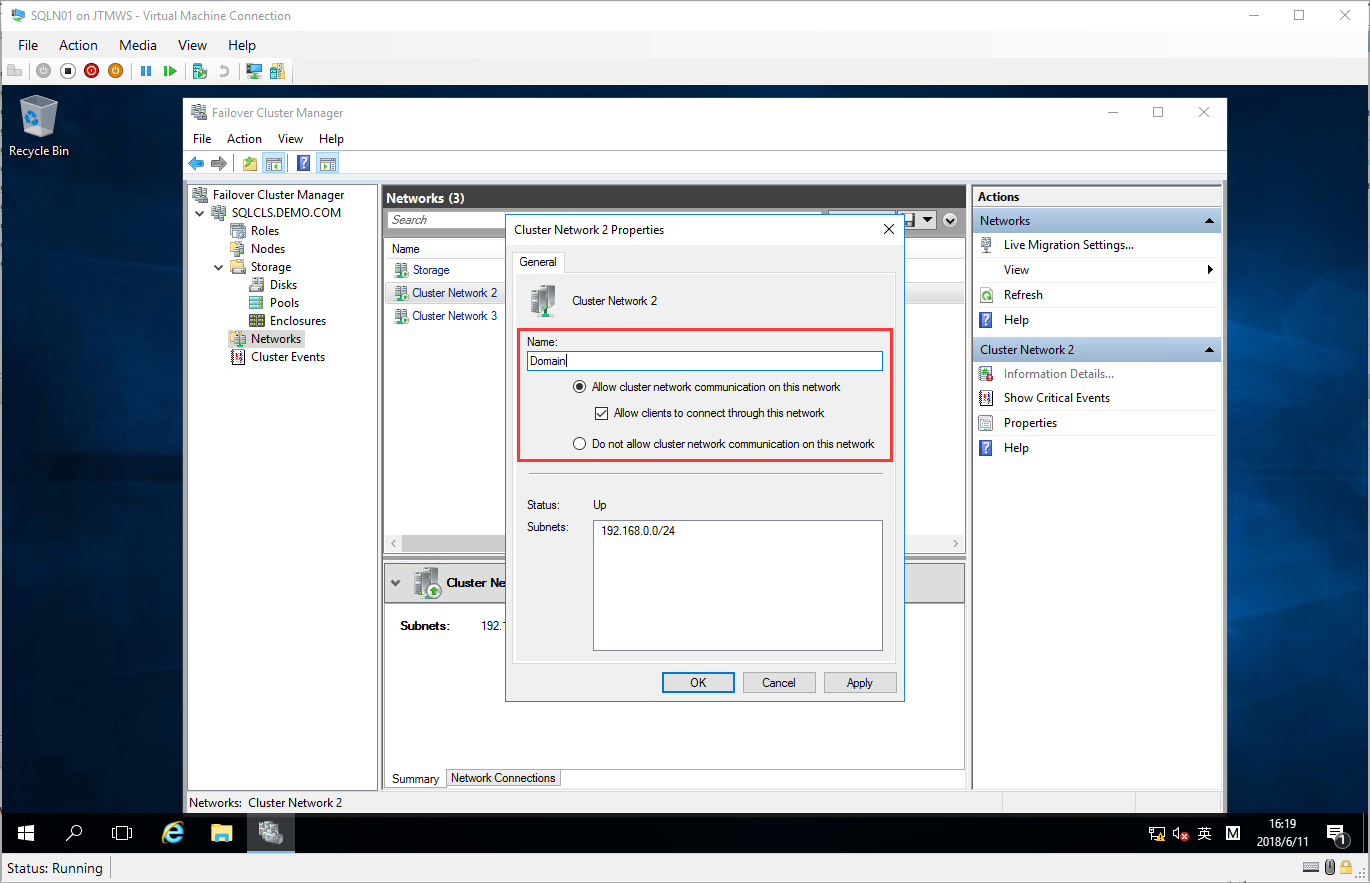 SQLN01 on JTMWS - Virtual Machine Connection
File Action Media View Help
Recycle Bin
Failover Cluster Manager
File Action View Help
Failover Cluster Manager
SQLCLS.DEMO.COM
Roles
Nodes
Storage
Disks
Pools
Enclosures
Networks
Cluster Events
Networks (3)
Search
Name
Storage
Cluster Network 2
Cluster Network 3
Cluster Ne
Subnets: 192.1
Summary Network Connections
Cluster Network 2 Properties
General
Cluster Network 2
Name:
Domain
Allow cluster network communication on this network
Allow clients to connect through this network
Do not allow cluster network communication on this network
Status: Up
Subnets: 192.168.0.0/24
OK Cancel Apply
Actions
Networks
Live Migration Settings...
View
Refresh
Help
Cluster Network 2
Information Details...
Show Critical Events
Properties
Help
Networks: Cluster Network 2
英 M
16:19
2018/6/11
1
Status: Running